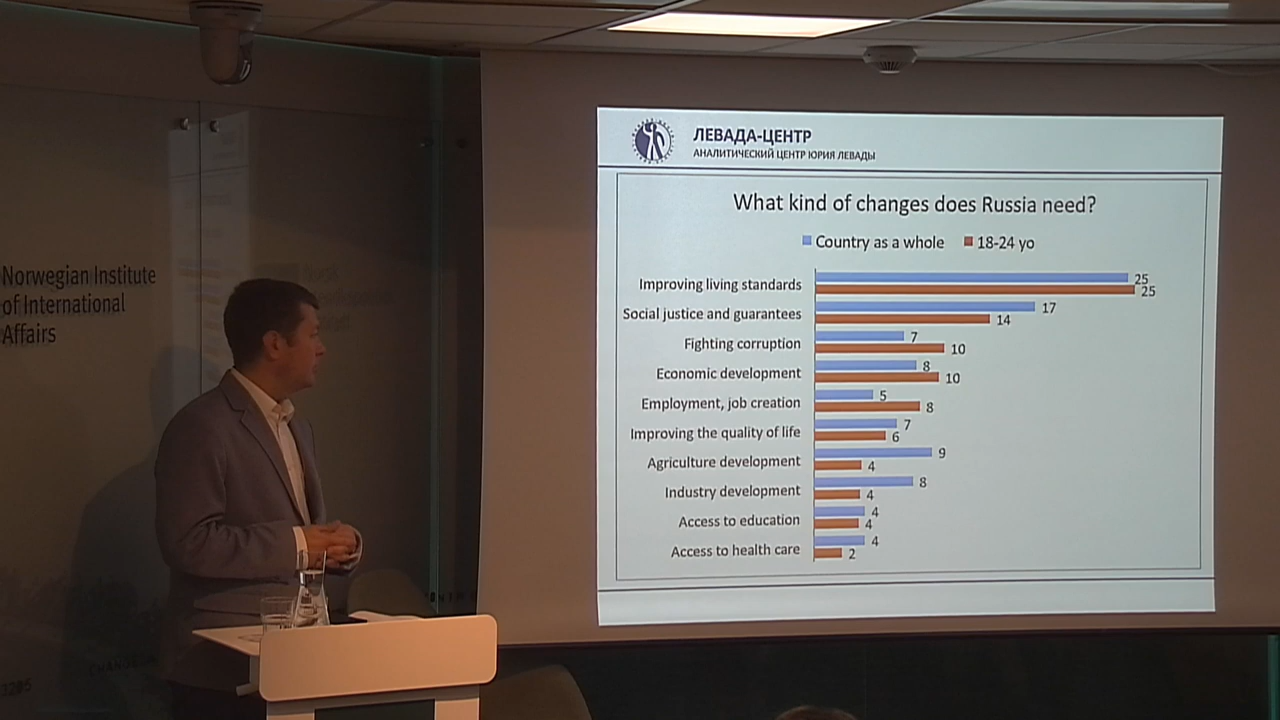 Norwegian Institute
of International
Affairs
ЛЕВАДА-ЦЕНТР
АНАЛИТИЧЕСКИЙ ЦЕНТР ЮРИЯ ЛЕВАДЫ
What kind of changes does Russia need?
Country as a whole 18-24 yo
Improving living standards 25 25
Social justice and guarantees 17 14
Fighting corruption 7 10
Economic development 8 10
Employment, job creation 5 8
Improving the quality of life 7 6
Agriculture development 9 4
Industry development 8 4
Access to education 4 4
Access to health care 4 2